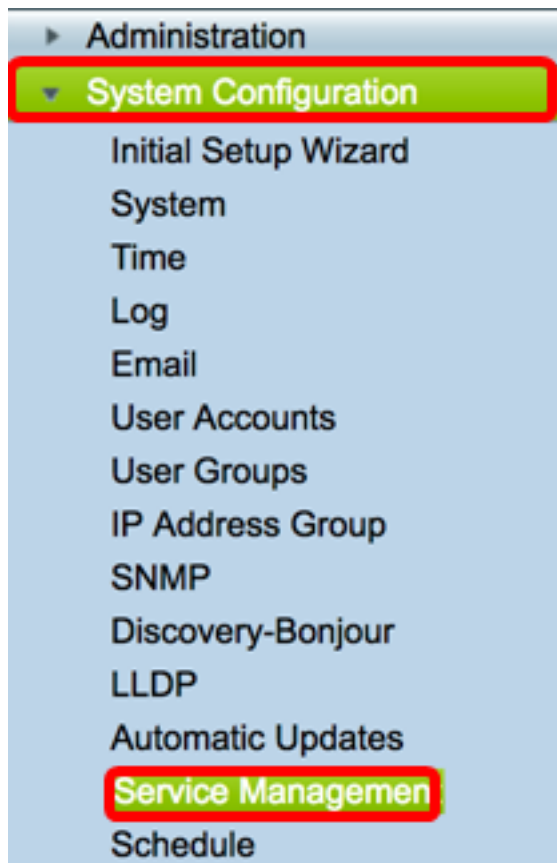 Administration
System Configuration
Initial Setup Wizard
System
Time
Log
Email
User Accounts
User Groups
IP Address Group
SNMP
Discovery-Bonjour
LLDP
Automatic Updates
Service Management
Schedule